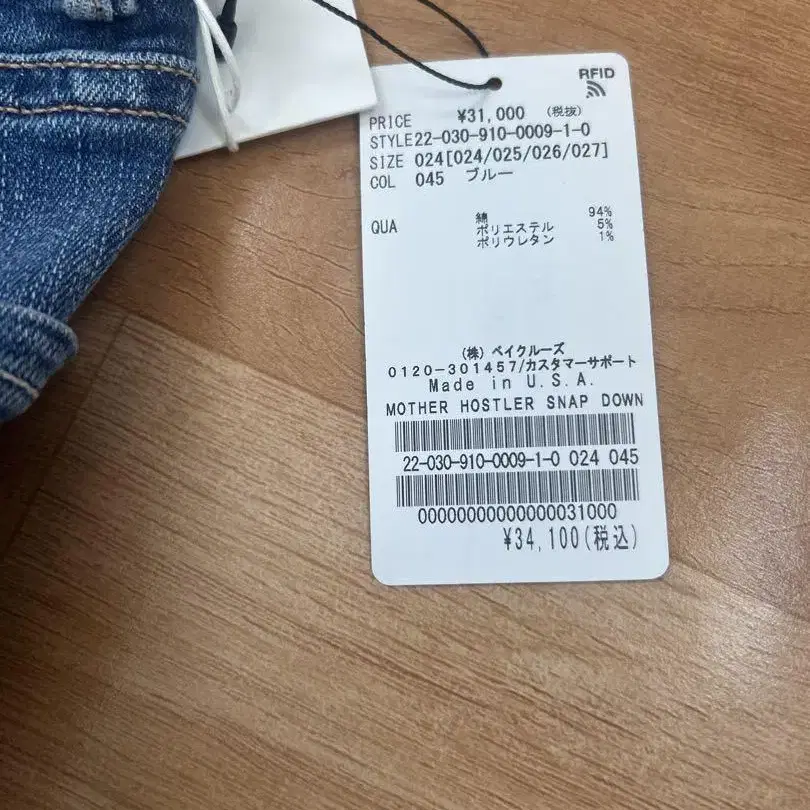 RFID
PRICE ¥31,000 (税抜)
STYLE22-030-910-0009-1-0
SIZE 024[024/025/026/027]
COL 045 ブルー
QUA 綿 94%
ポリエステル 5%
ポリウレタン 1%
(株) ベイクルーズ
0120-301457/カスタマーサポート
Made in U.S.A.
MOTHER HOSTLER SNAP DOWN
22-030-910-0009-1-0 024 045
00000000000000031000
¥34,100(税込)